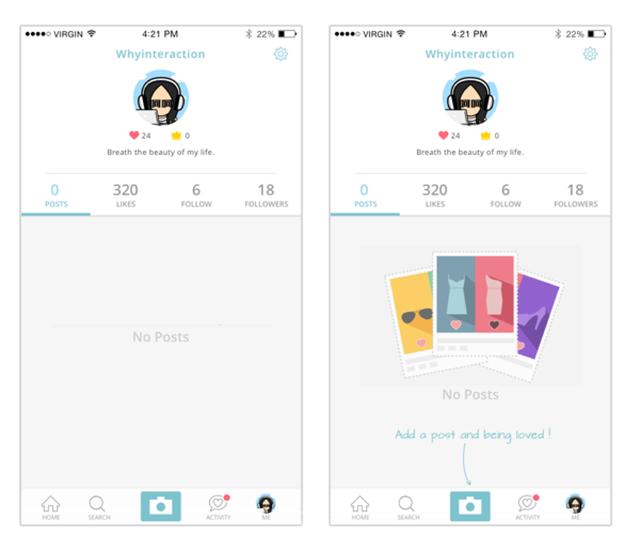 VIRGIN 4:21 PM 22%
Whyinteraction
24 0
Breath the beauty of my life.
0 320 6 18
POSTS LIKES FOLLOW FOLLOWERS
No Posts
HOME SEARCH ACTIVITY ME
VIRGIN 4:21 PM 22%
Whyinteraction
24 0
Breath the beauty of my life.
0 320 6 18
POSTS LIKES FOLLOW FOLLOWERS
No Posts
Add a post and being loved !
HOME SEARCH ACTIVITY ME